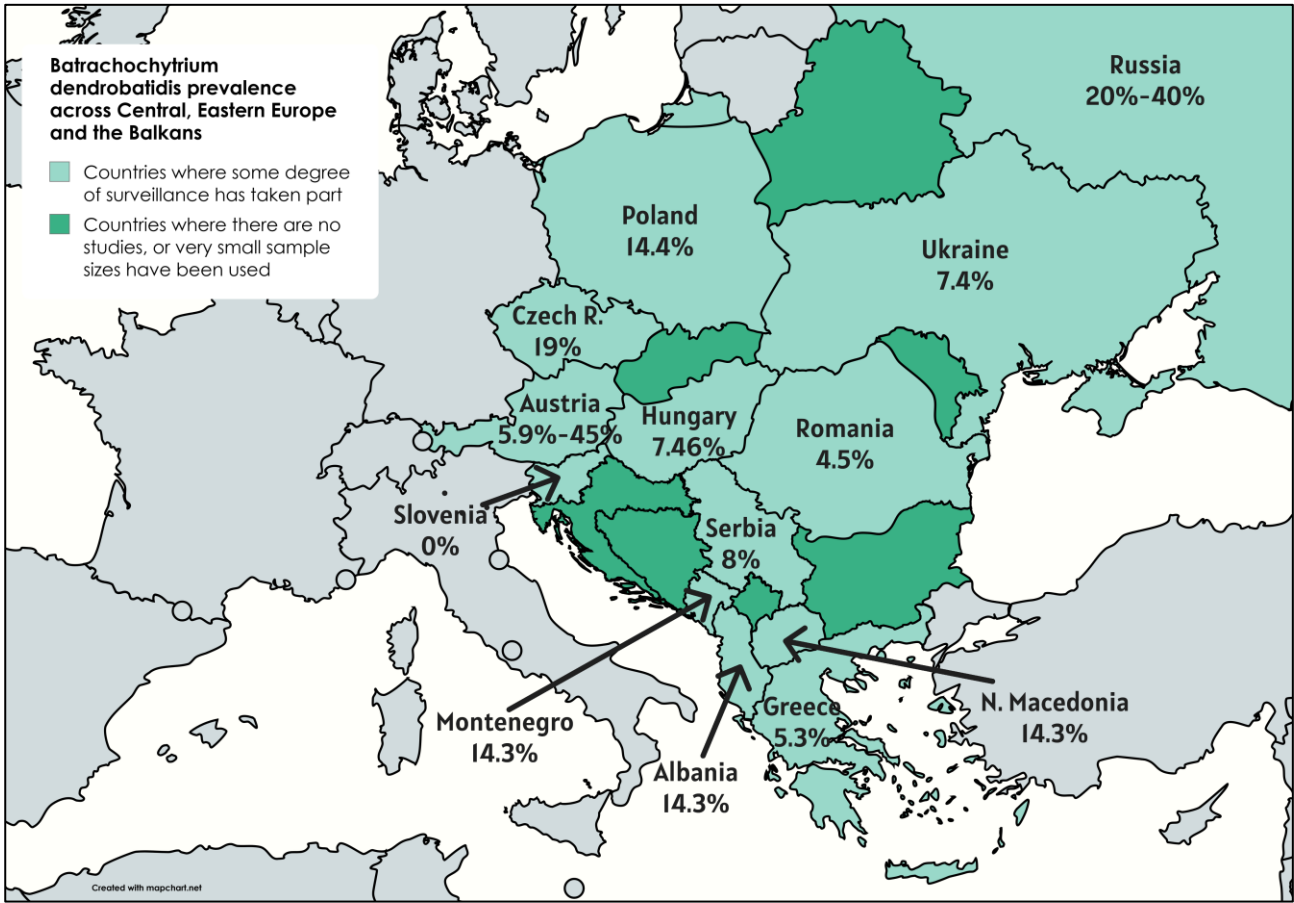 Batrachochytrium
dendrobatidis prevalence
across Central, Eastern Europe
and the Balkans
Countries where some degree
of surveillance has taken part
Countries where there are no
studies, or very small sample
sizes have been used
Russia
20%-40%
Poland
14.4%
Ukraine
7.4%
Czech R.
19%
Austria
5.9%-45%
Hungary
7.46%
Romania
4.5%
Slovenia
0%
Serbia
8%
Montenegro
14.3%
Albania
14.3%
Greece
5.3%
N. Macedonia
14.3%
Created with mapchart.net